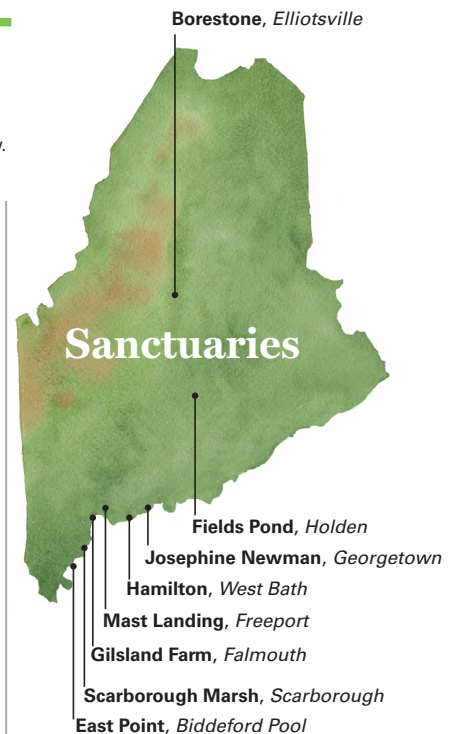 Borestone, Elliotsville
Sanctuaries
Fields Pond, Holden
Josephine Newman, Georgetown
Hamilton, West Bath
Mast Landing, Freeport
Gilsland Farm, Falmouth
Scarborough Marsh, Scarborough
East Point, Biddeford Pool